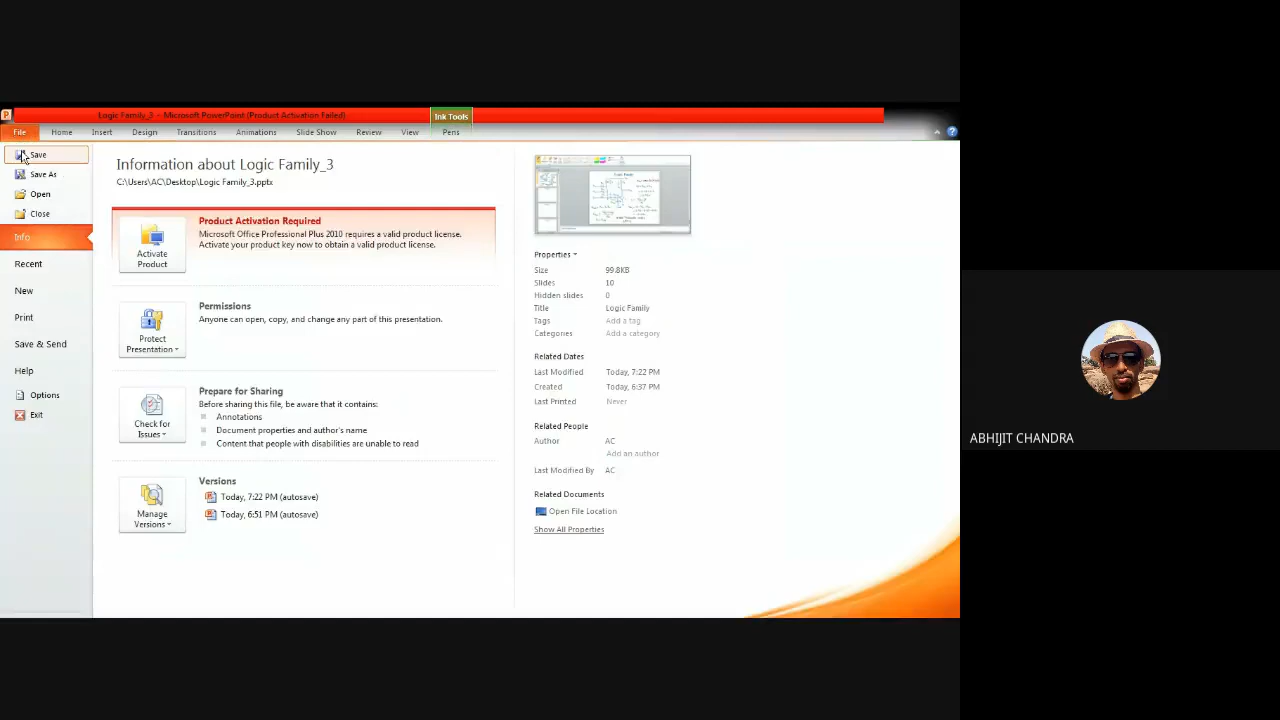 Logic Family_3 - Microsoft PowerPoint (Product Activation Failed)
Ink Tools
File Home Insert Design Transitions Animations Slide Show Review View Pens
Save
Save As
Open
Close
Info
Recent
New
Print
Save & Send
Help
Options
Exit
Information about Logic Family_3
C:\Users\AC\Desktop\Logic Family_3.pptx
Activate
Product
Product Activation Required
Microsoft Office Professional Plus 2010 requires a valid product license.
Activate your product key now to obtain a valid product license.
Protect
Presentation
Permissions
Anyone can open, copy, and change any part of this presentation.
Check for
Issues
Prepare for Sharing
Before sharing this file, be aware that it contains:
Annotations
Document properties and author's name
Content that people with disabilities are unable to read
Manage
Versions
Versions
Today, 7:22 PM (autosave)
Today, 6:51 PM (autosave)
Properties
Size 99.8KB
Slides 10
Hidden slides 0
Title Logic Family
Tags Add a tag
Categories Add a category
Related Dates
Last Modified Today, 7:22 PM
Created Today, 6:37 PM
Last Printed Never
Related People
Author AC
Add an author
Last Modified By AC
Related Documents
Open File Location
Show All Properties
ABHIJIT CHANDRA